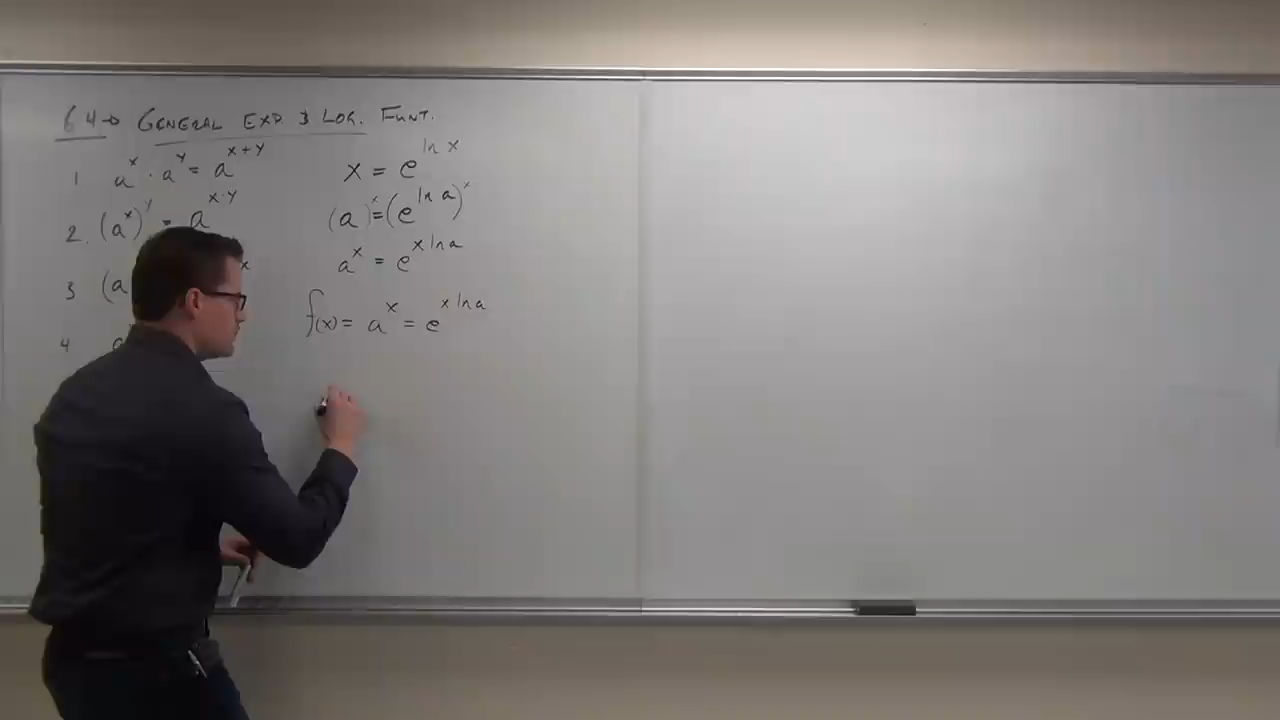 6.4 → GENERAL EXP. & LOG. FUNT.
1 a^x · a^y = a^{x+y}
2. (a^x)^y = a^{x·y}
3 (a x
4 a
x = e^{ln x}
(a)^x = (e^{ln a})^x
a^x = e^{x ln a}
f(x) = a^x = e^{x ln a}